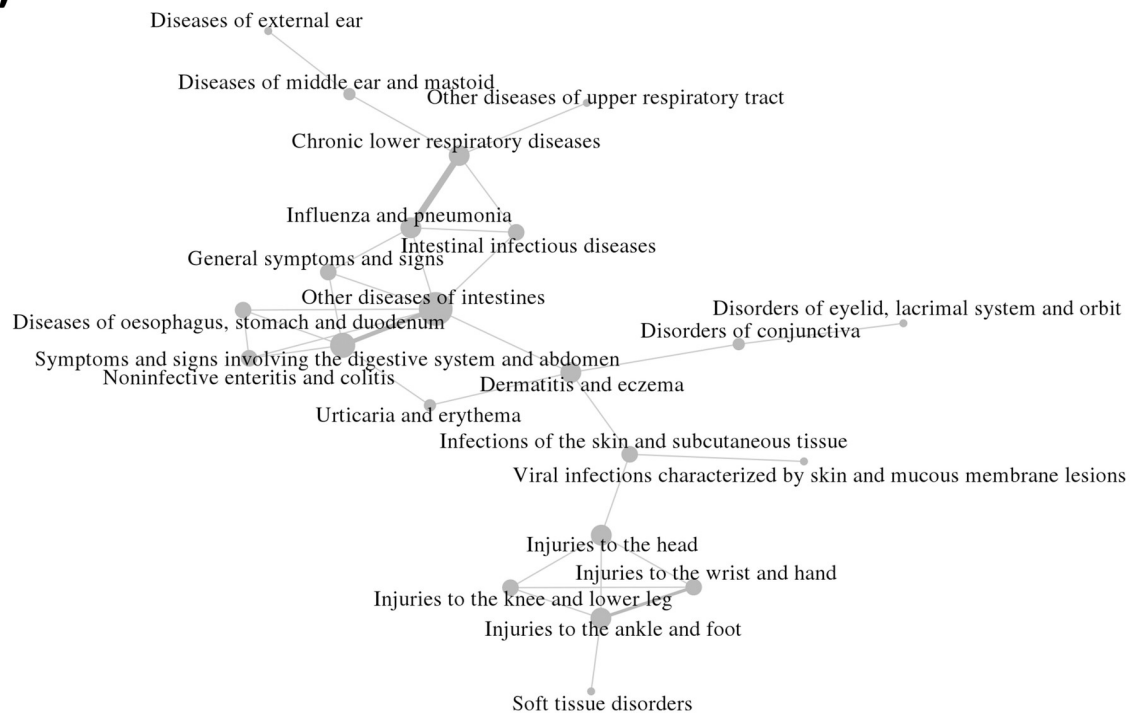 Diseases of external ear
Diseases of middle ear and mastoid
Other diseases of upper respiratory tract
Chronic lower respiratory diseases
Influenza and pneumonia
Intestinal infectious diseases
General symptoms and signs
Other diseases of intestines
Disorders of eyelid, lacrimal system and orbit
Diseases of oesophagus, stomach and duodenum
Disorders of conjunctiva
Symptoms and signs involving the digestive system and abdomen
Noninfective enteritis and colitis
Dermatitis and eczema
Urticaria and erythema
Infections of the skin and subcutaneous tissue
Viral infections characterized by skin and mucous membrane lesions
Injuries to the head
Injuries to the wrist and hand
Injuries to the knee and lower leg
Injuries to the ankle and foot
Soft tissue disorders